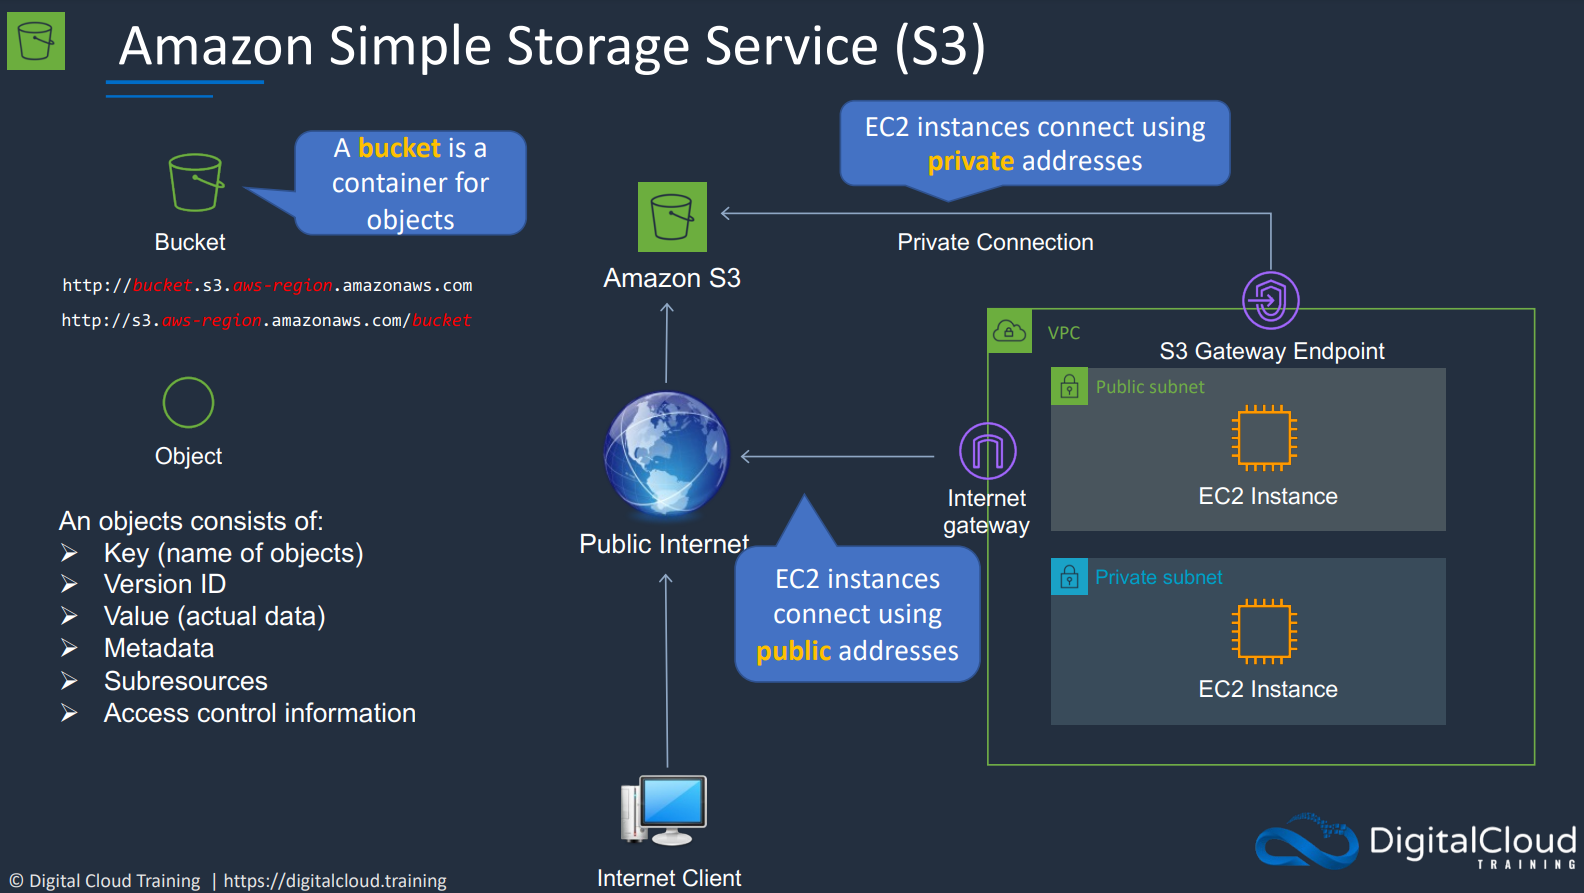 Amazon Simple Storage Service (S3)
A bucket is a
container for
objects
Bucket
http://bucket.s3.aws-region.amazonaws.com
http://s3.aws-region.amazonaws.com/bucket
Object
An objects consists of:
Key (name of objects)
Version ID
Value (actual data)
Metadata
Subresources
Access control information
EC2 instances connect using
private addresses
Amazon S3
Private Connection
VPC
S3 Gateway Endpoint
Public subnet
EC2 Instance
Internet
gateway
Public Internet
EC2 instances
connect using
public addresses
Private subnet
EC2 Instance
Internet Client
DigitalCloud
TRAINING
© Digital Cloud Training | https://digitalcloud.training